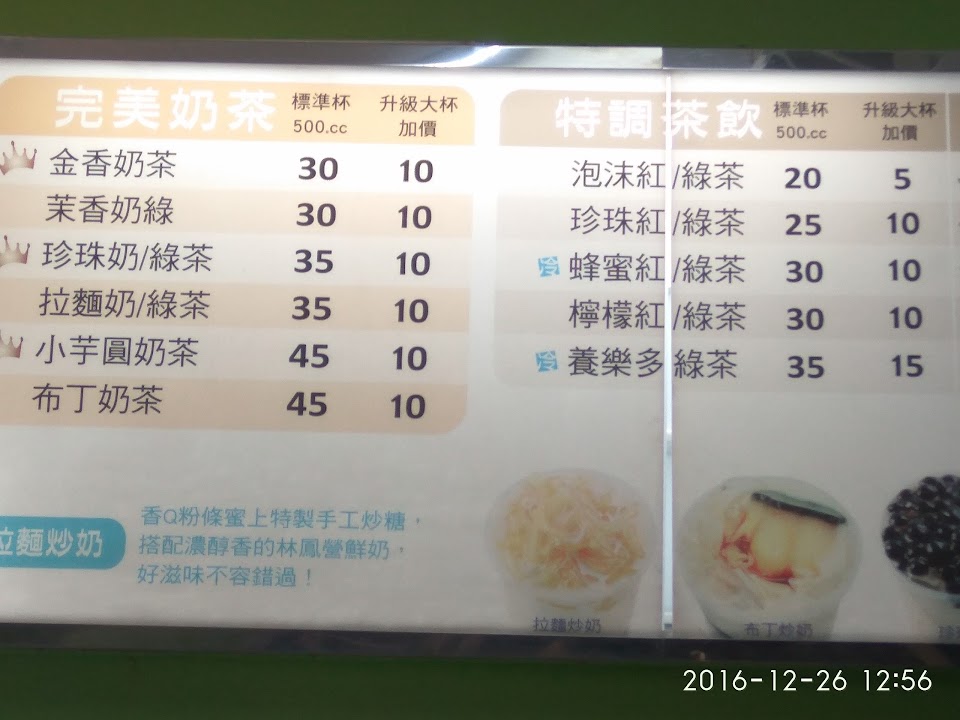 完美奶茶 標準杯 500.cc 升級大杯 加價
金香奶茶 30 10
茉香奶綠 30 10
珍珠奶/綠茶 35 10
拉麵奶/綠茶 35 10
小芋圓奶茶 45 10
布丁奶茶 45 10
特調茶飲 標準杯 500.cc 升級大杯 加價
泡沫紅/綠茶 20 5
珍珠紅/綠茶 25 10
冷 蜂蜜紅/綠茶 30 10
檸檬紅/綠茶 30 10
冷 養樂多綠茶 35 15
拉麵炒奶
香Q粉條蜜上特製手工炒糖，
搭配濃醇香的林鳳營鮮奶，
好滋味不容錯過！
拉麵炒奶
布丁炒奶
珍
2016-12-26 12:56